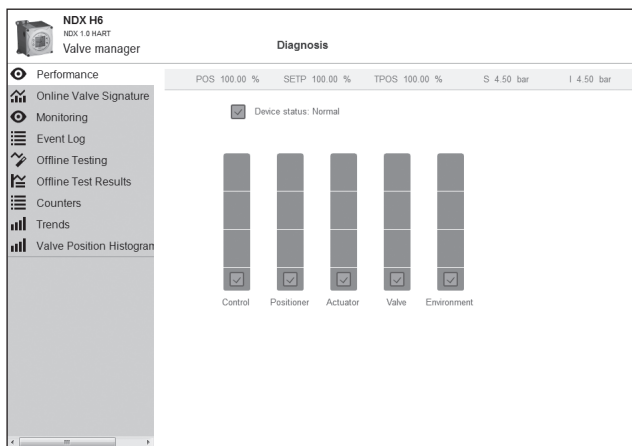 NDX H6
NDX 1.0 HART
Valve manager
Diagnosis
Performance
Online Valve Signature
Monitoring
Event Log
Offline Testing
Offline Test Results
Counters
Trends
Valve Position Histogram
POS 100.00 % SETP 100.00 % TPOS 100.00 % S 4.50 bar I 4.50 bar
Device status: Normal
Control Positioner Actuator Valve Environment